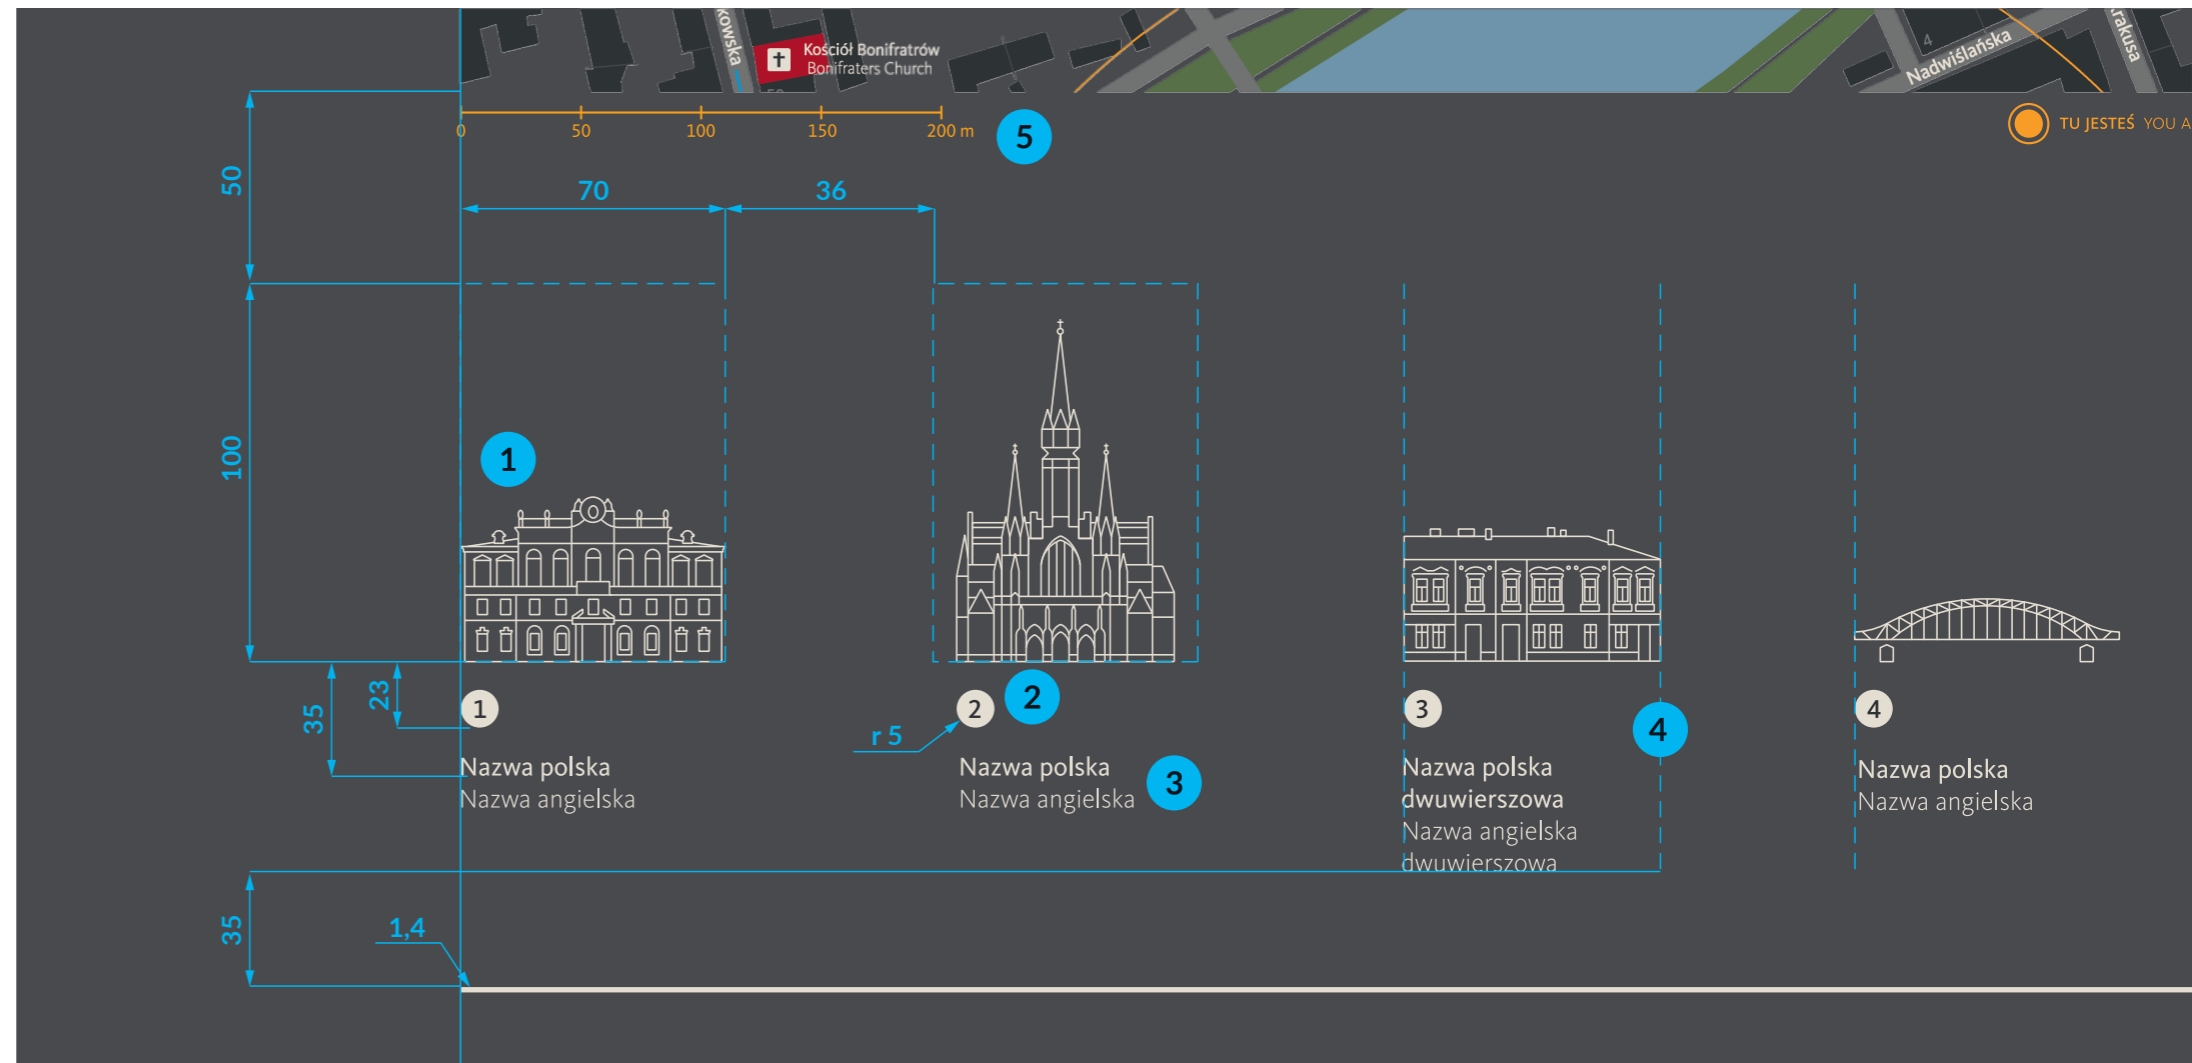 kowska
Kościół Bonifratrów
Bonifraters Church
4
Nadwiślańska
rakusa
0
50
100
150
200 m
5
TU JESTEŚ YOU A
50
70
36
100
1
35
23
1
2
2
3
4
4
r 5
Nazwa polska
Nazwa angielska
Nazwa polska
Nazwa angielska
3
Nazwa polska
dwuwierszowa
Nazwa angielska
dwuwierszowa
Nazwa polska
Nazwa angielska
35
1,4